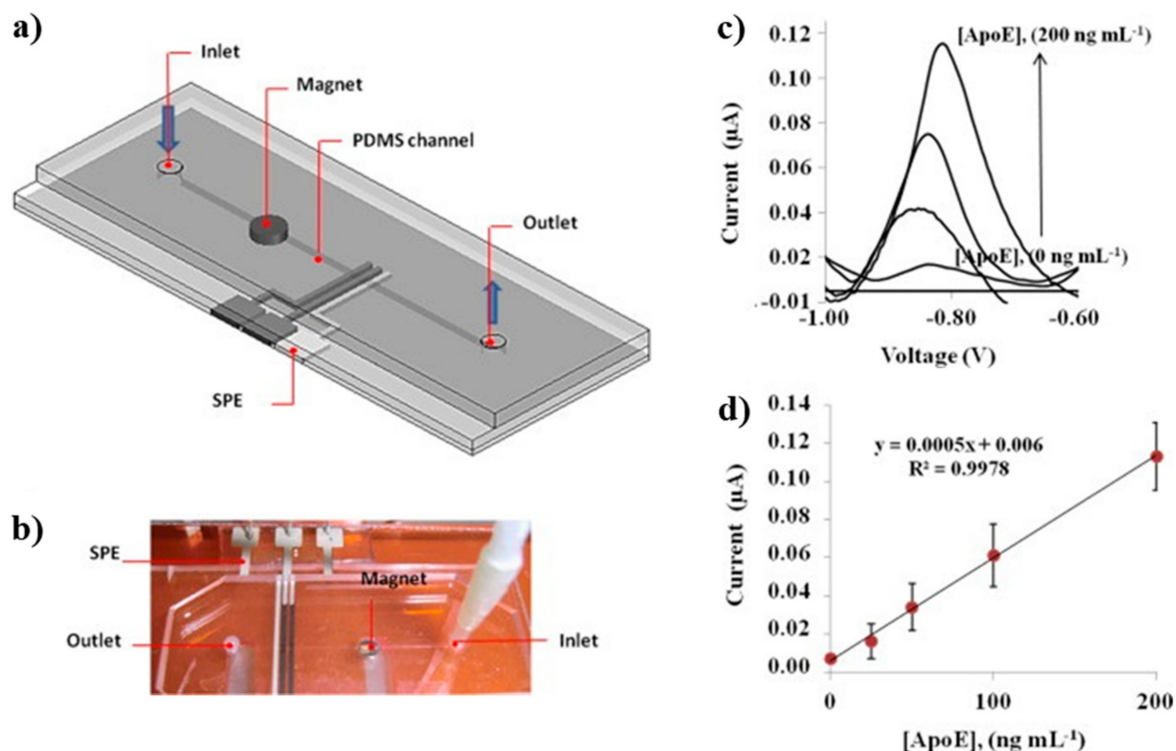 a)
Inlet
Magnet
PDMS channel
Outlet
SPE
b)
SPE
Magnet
Outlet
Inlet
c)
0.12
0.10
0.08
0.06
0.04
0.02
-0.01
-1.00 -0.80 -0.60
Current (μA)
Voltage (V)
[ApoE], (200 ng mL⁻¹)
[ApoE], (0 ng mL⁻¹)
d)
0.14
0.12
0.10
0.08
0.06
0.04
0.02
0.00
0 100 200
Current (μA)
[ApoE], (ng mL⁻¹)
y = 0.0005x + 0.006
R² = 0.9978